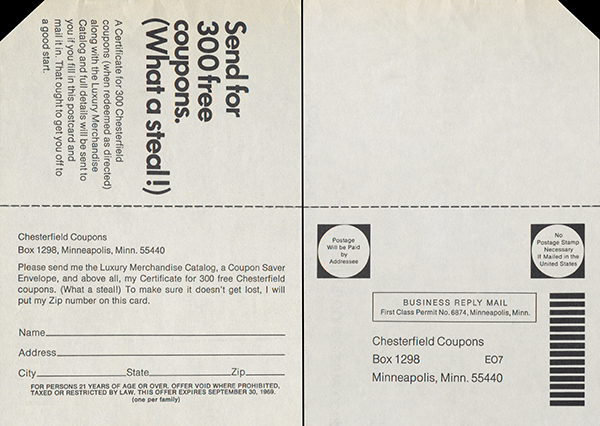 Send for
300 free
coupons.
(What a steal!)
A Certificate for 300 Chesterfield
coupons (when redeemed as directed)
along with the Luxury Merchandise
Catalog and full details will be sent to
you if you fill in this postcard and
mail it in. That ought to get you off to
a good start.
Chesterfield Coupons
Box 1298, Minneapolis, Minn. 55440
Please send me the Luxury Merchandise Catalog, a Coupon Saver
Envelope, and above all, my Certificate for 300 free Chesterfield
coupons. (What a steal!) To make sure it doesn't get lost, I will
put my Zip number on this card.
Name
Address
City State Zip
FOR PERSONS 21 YEARS OF AGE OR OVER. OFFER VOID WHERE PROHIBITED,
TAXED OR RESTRICTED BY LAW. THIS OFFER EXPIRES SEPTEMBER 30, 1969.
(one per family)
Postage
Will be Paid
by
Addressee
No
Postage Stamp
Necessary
If Mailed in the
United States
BUSINESS REPLY MAIL
First Class Permit No. 6874, Minneapolis, Minn.
Chesterfield Coupons
Box 1298 EO7
Minneapolis, Minn. 55440